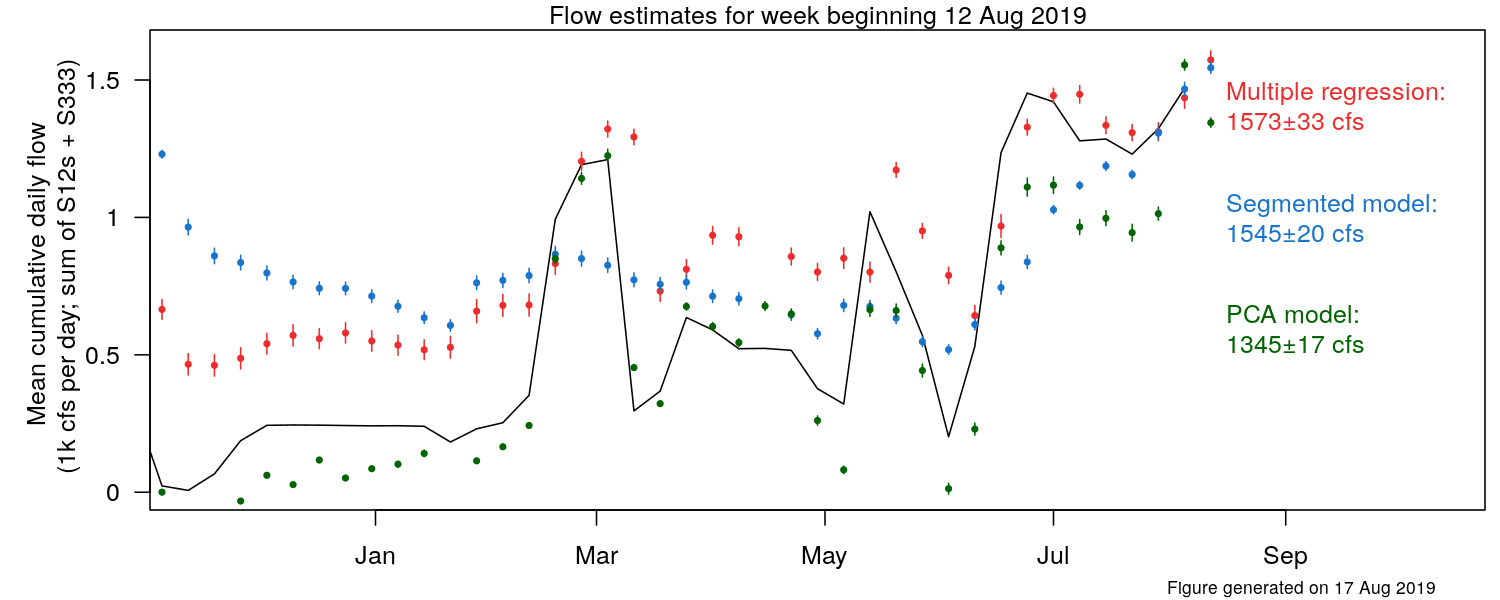 Flow estimates for week beginning 12 Aug 2019
Mean cumulative daily flow
(1k cfs per day; sum of S12s + S333)
1.5
1
0.5
0
Multiple regression:
1573±33 cfs
Segmented model:
1545±20 cfs
PCA model:
1345±17 cfs
Jan Mar May Jul Sep
Figure generated on 17 Aug 2019